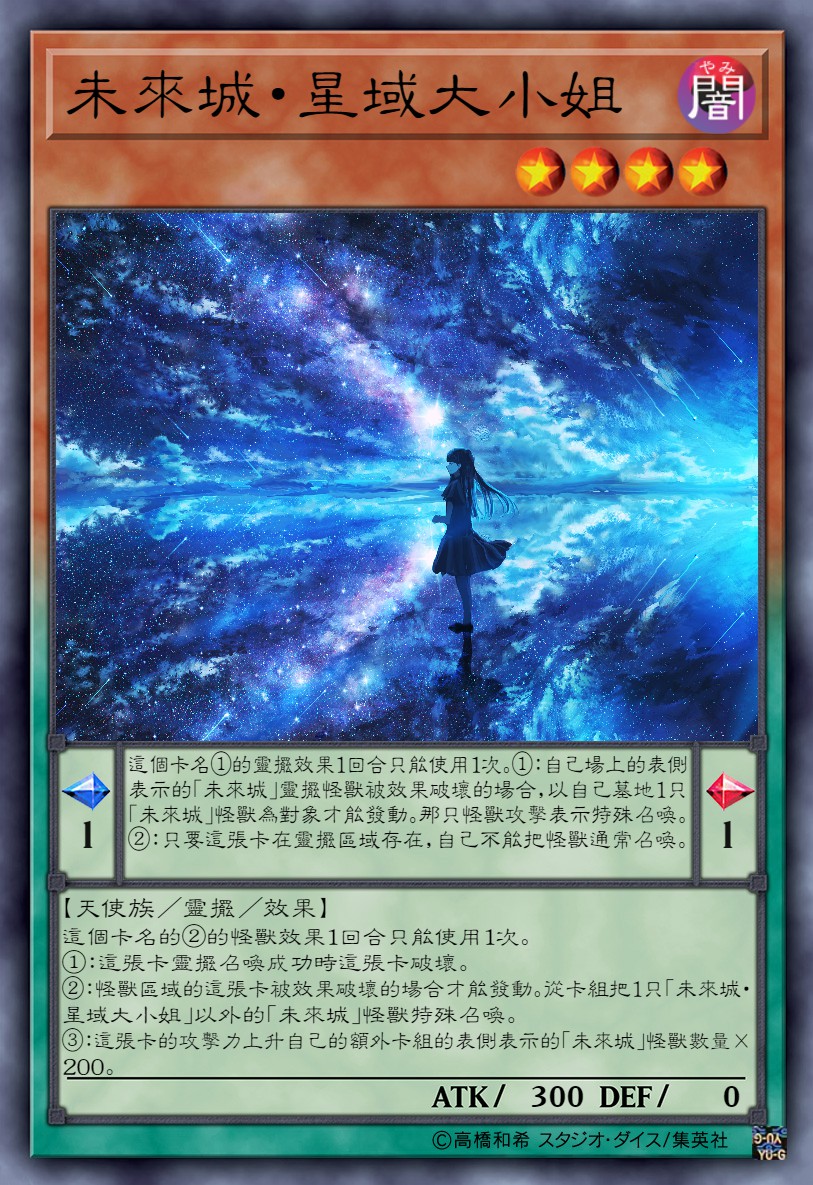 未來城・星域大小姐
やみ
闇
這個卡名①的靈擺效果1回合只能使用1次。①：自己場上的表側
表示的「未來城」靈擺怪獸被效果破壞的場合，以自己墓地1只
「未來城」怪獸為對象才能發動。那只怪獸攻擊表示特殊召喚。
②：只要這張卡在靈擺區域存在，自己不能把怪獸通常召喚。
1
1
【天使族／靈擺／效果】
這個卡名的②的怪獸效果1回合只能使用1次。
①：這張卡靈擺召喚成功時這張卡破壞。
②：怪獸區域的這張卡被效果破壞的場合才能發動。從卡組把1只「未來城・
星域大小姐」以外的「未來城」怪獸特殊召喚。
③：這張卡的攻擊力上升自己的額外卡組的表側表示的「未來城」怪獸數量×
200。
ATK/ 300 DEF/ 0
©高橋和希 スタジオ・ダイス/集英社